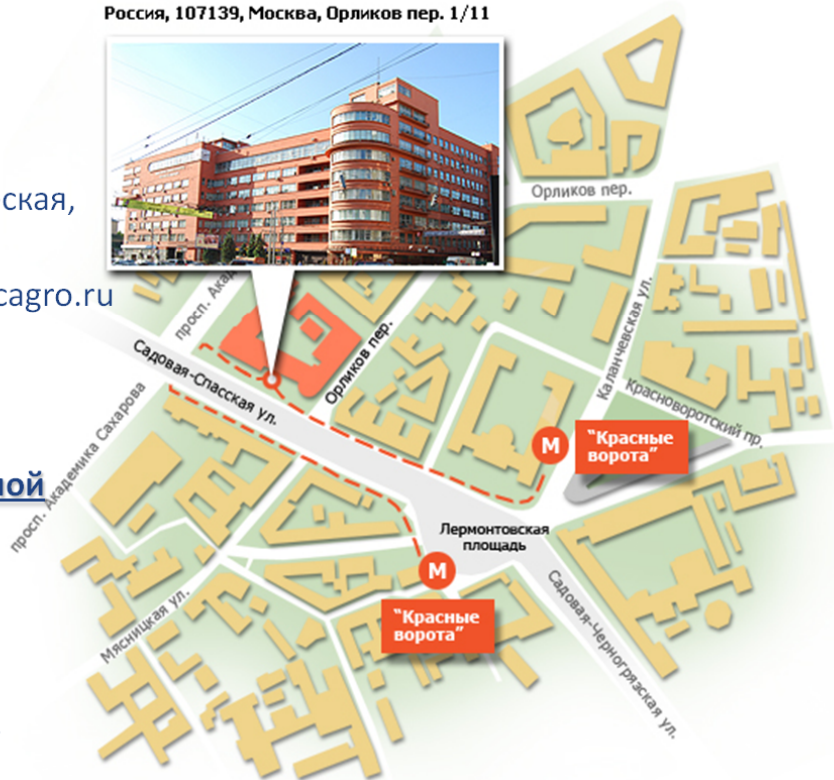 Россия, 107139, Москва, Орликов пер. 1/11
ская,
cagro.ru
ной
Орликов пер.
просп. Ака
Садовая-Спасская ул.
Орликов пер.
Каланчевская ул.
Красноворотский пр.
"Красные
ворота"
М
просп. Академика Сахарова
Лермонтовская
площадь
М
"Красные
ворота"
Мясницкая ул.
Садовая-Черногрязская ул.